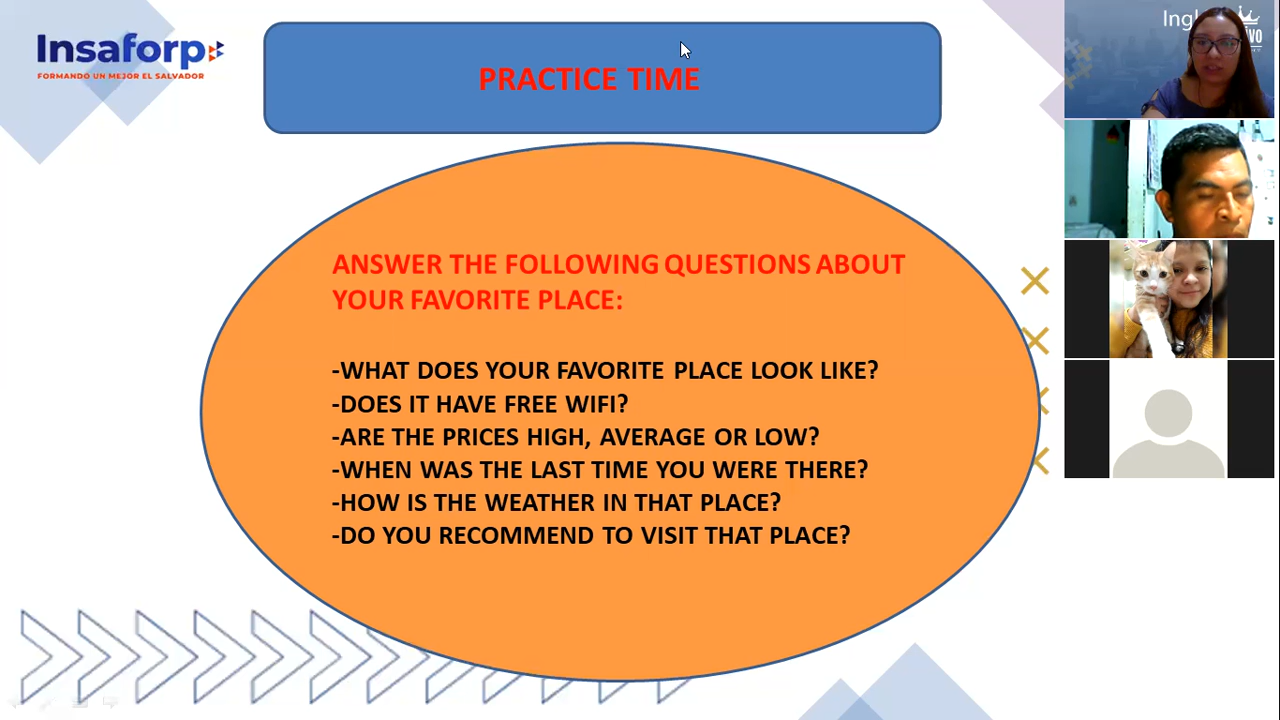 Insaforp
FORMANDO UN MEJOR EL SALVADOR
PRACTICE TIME
ANSWER THE FOLLOWING QUESTIONS ABOUT
YOUR FAVORITE PLACE:
-WHAT DOES YOUR FAVORITE PLACE LOOK LIKE?
-DOES IT HAVE FREE WIFI?
-ARE THE PRICES HIGH, AVERAGE OR LOW?
-WHEN WAS THE LAST TIME YOU WERE THERE?
-HOW IS THE WEATHER IN THAT PLACE?
-DO YOU RECOMMEND TO VISIT THAT PLACE?